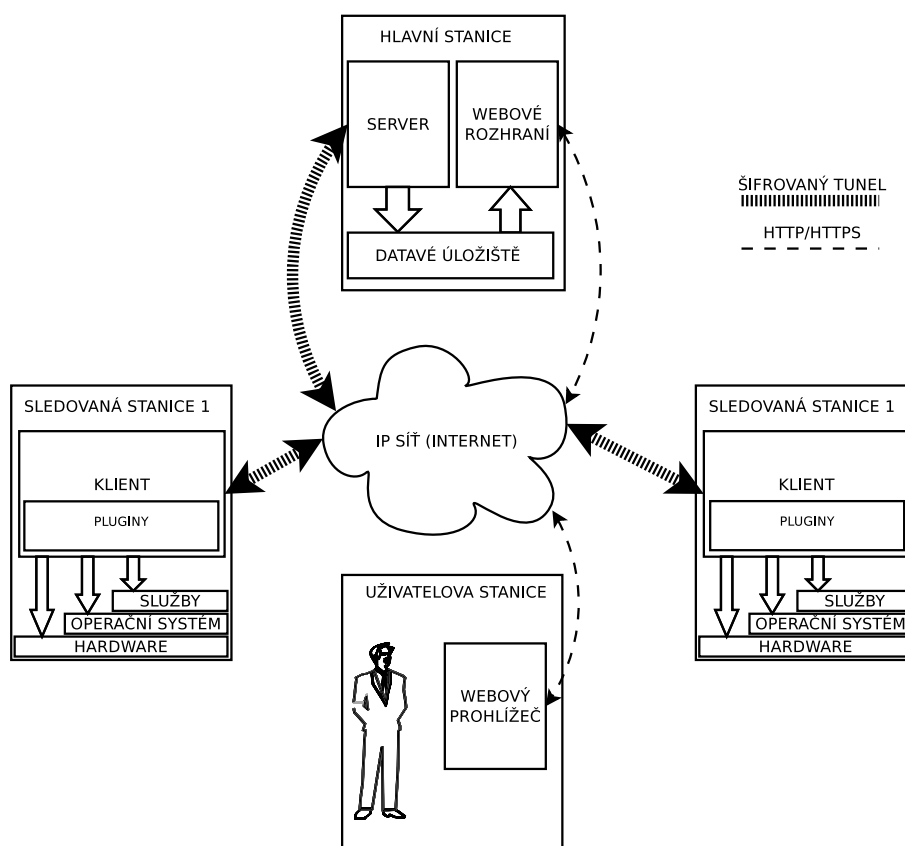 HLAVNÍ STANICE
SERVER
WEBOVÉ
ROZHRANÍ
DATAVÉ ÚLOŽIŠTĚ
ŠIFROVANÝ TUNEL
HTTP/HTTPS
SLEDOVANÁ STANICE 1
KLIENT
PLUGINY
SLUŽBY
OPERAČNÍ SYSTÉM
HARDWARE
IP SÍŤ (INTERNET)
SLEDOVANÁ STANICE 1
KLIENT
PLUGINY
SLUŽBY
OPERAČNÍ SYSTÉM
HARDWARE
UŽIVATELOVA STANICE
WEBOVÝ
PROHLÍŽEČ